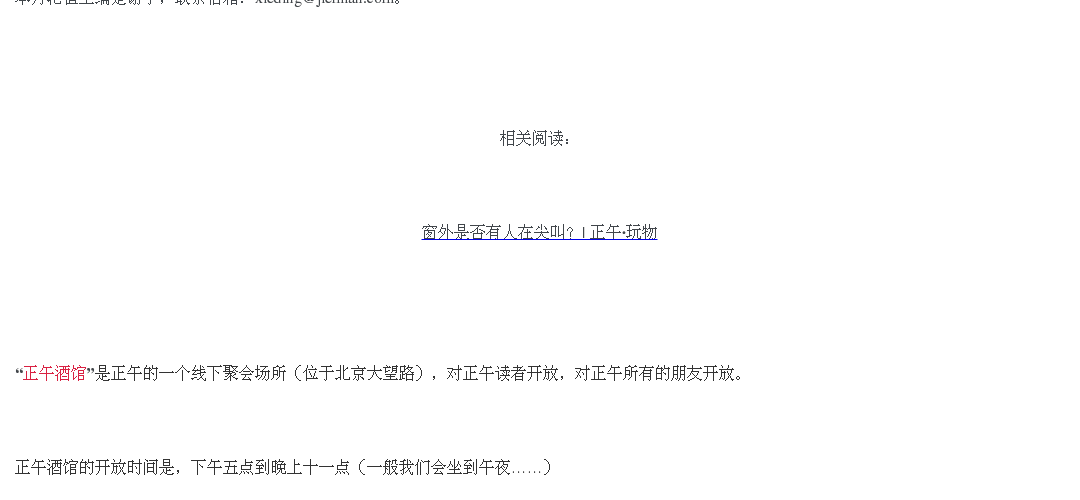 相关阅读：
窗外是否有人在尖叫？ | 正午·玩物
“正午酒馆”是正午的一个线下聚会场所（位于北京大望路），对正午读者开放，对正午所有的朋友开放。
正午酒馆的开放时间是，下午五点到晚上十一点（一般我们会坐到午夜……）